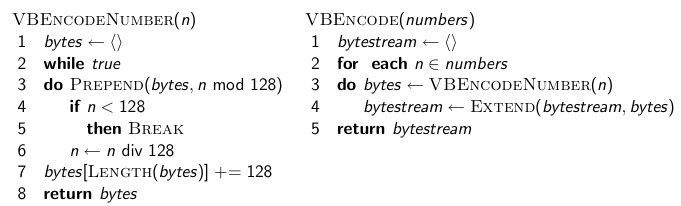 VBENCODENUMBER(n)
1 bytes ← ⟨⟩
2 while true
3 do PREPEND(bytes, n mod 128)
4 if n < 128
5 then BREAK
6 n ← n div 128
7 bytes[LENGTH(bytes)] += 128
8 return bytes
VBENCODE(numbers)
1 bytestream ← ⟨⟩
2 for each n ∈ numbers
3 do bytes ← VBENCODENUMBER(n)
4 bytestream ← EXTEND(bytestream, bytes)
5 return bytestream